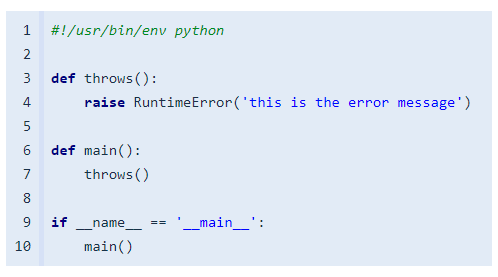 1 #!/usr/bin/env python
2
3 def throws():
4     raise RuntimeError('this is the error message')
5
6 def main():
7     throws()
8
9 if __name__ == '__main__':
10     main()